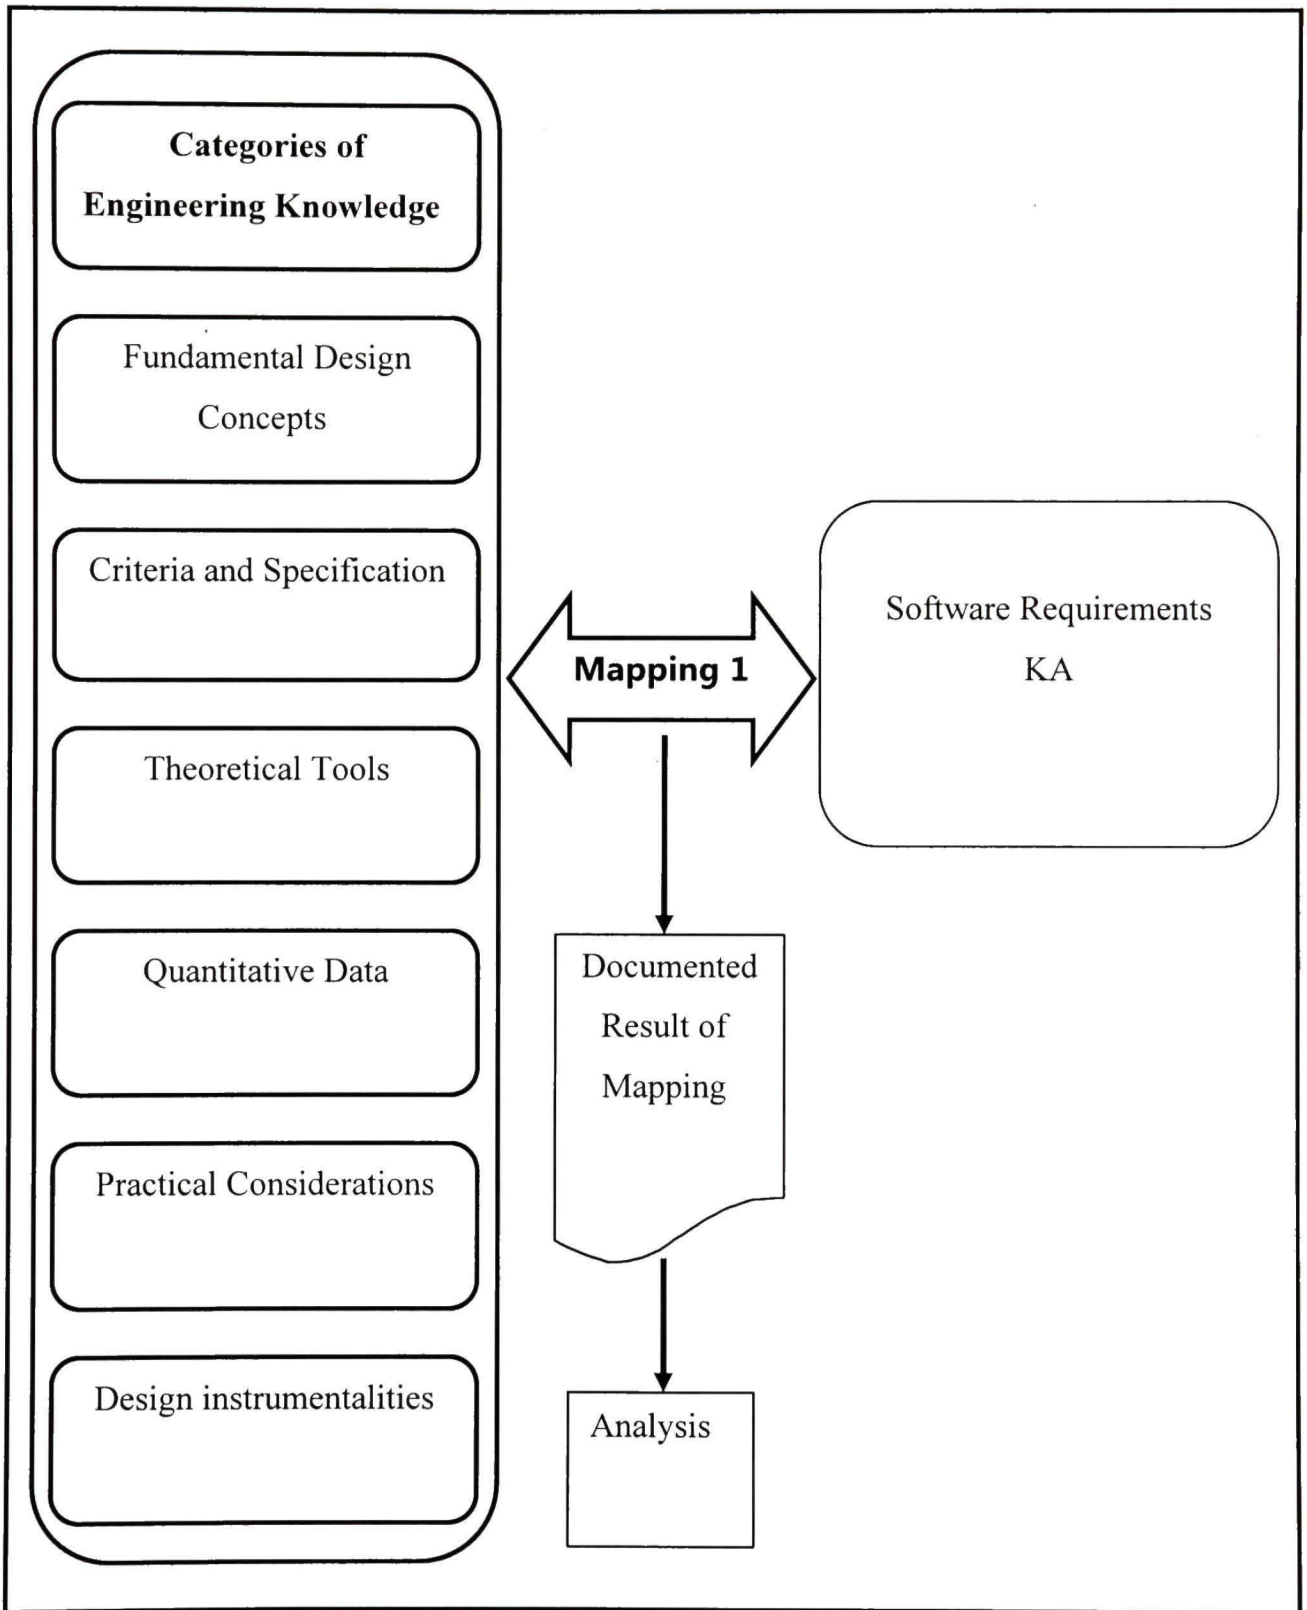 Categories of
Engineering Knowledge
Fundamental Design
Concepts
Criteria and Specification
Theoretical Tools
Quantitative Data
Practical Considerations
Design instrumentalities
Mapping 1
Software Requirements
KA
Documented
Result of
Mapping
Analysis